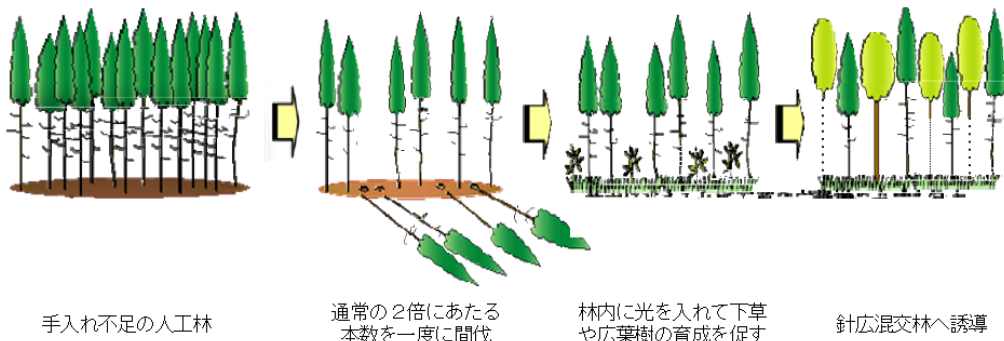 手入れ不足の人工林
通常の２倍にあたる
本数を一度に間伐
林内に光を入れて下草
や広葉樹の育成を促す
針広混交林へ誘導